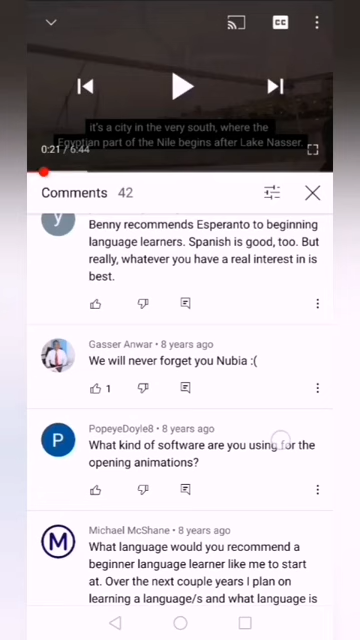 CC
it's a city in the very south, where the
Egyptian part of the Nile begins after Lake Nasser.
0:21 / 6:44
Comments 42
y
Benny recommends Esperanto to beginning
language learners. Spanish is good, too. But
really, whatever you have a real interest in is
best.
Gasser Anwar • 8 years ago
We will never forget you Nubia :(
1
P
PopeyeDoyle8 • 8 years ago
What kind of software are you using for the
opening animations?
M
Michael McShane • 8 years ago
What language would you recommend a
beginner language learner like me to start
at. Over the next couple years I plan on
learning a language/s and what language is